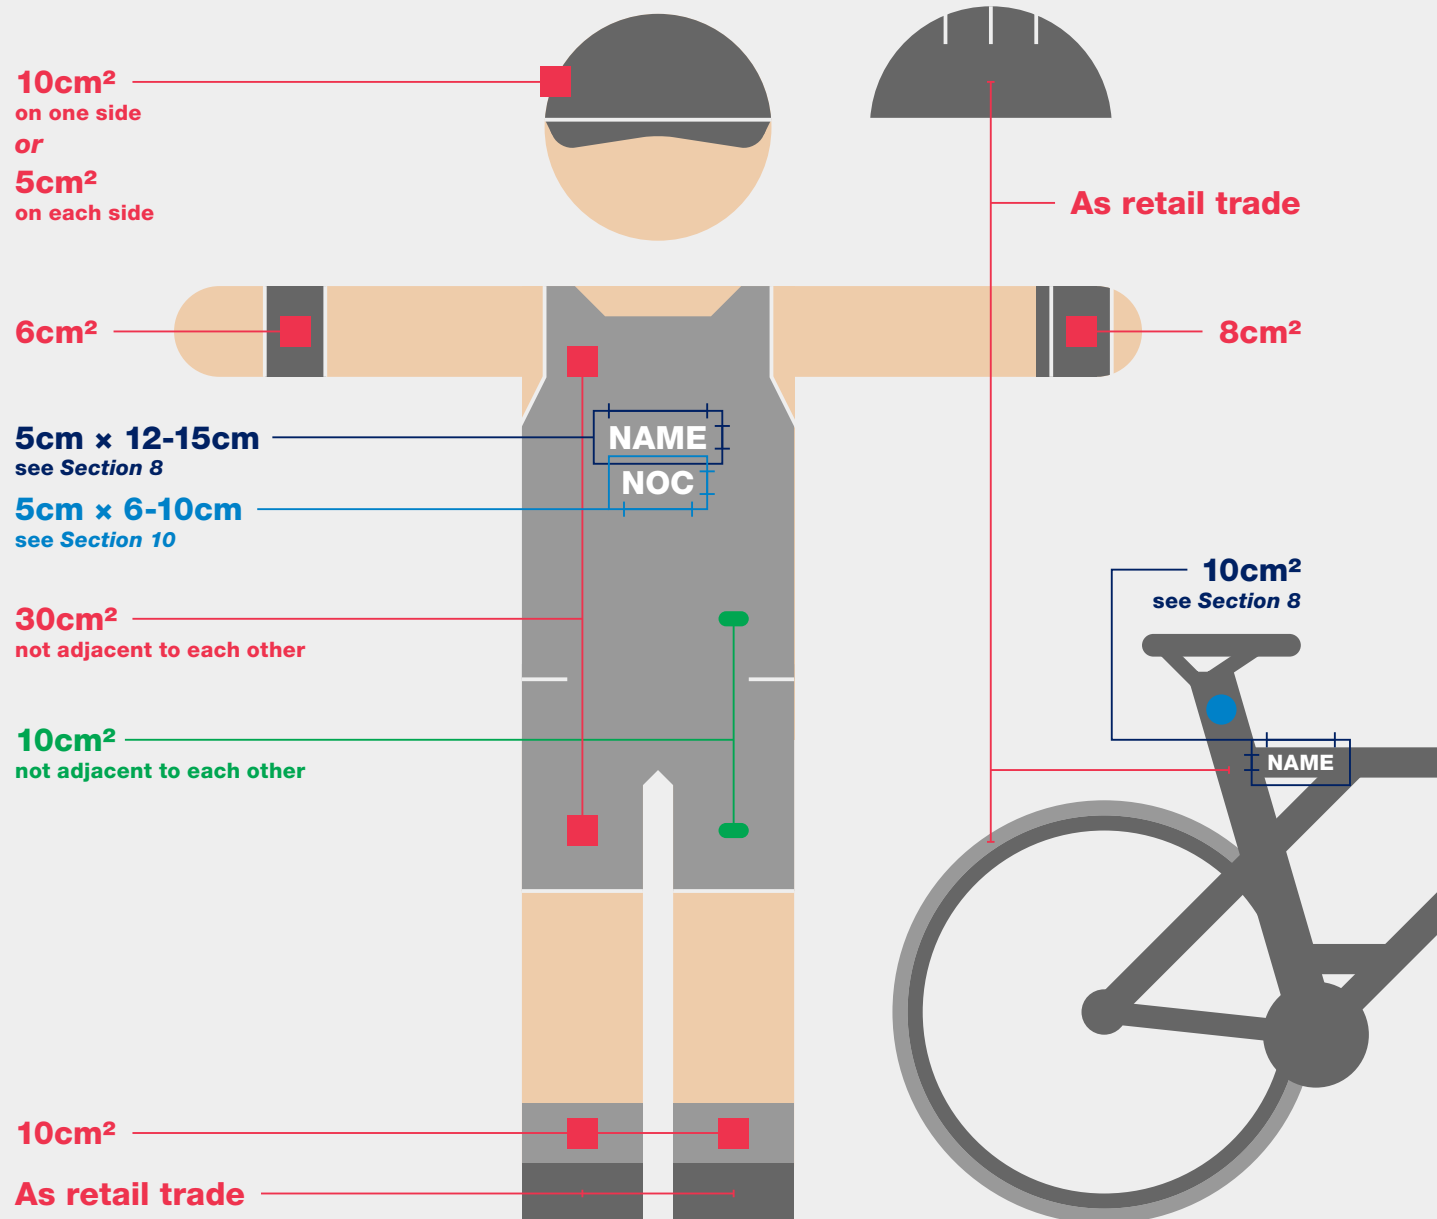 10cm²
on one side
or
5cm²
on each side
As retail trade
6cm²
8cm²
5cm × 12-15cm
see Section 8
NAME
NOC
5cm × 6-10cm
see Section 10
10cm²
see Section 8
30cm²
not adjacent to each other
10cm²
not adjacent to each other
NAME
10cm²
As retail trade